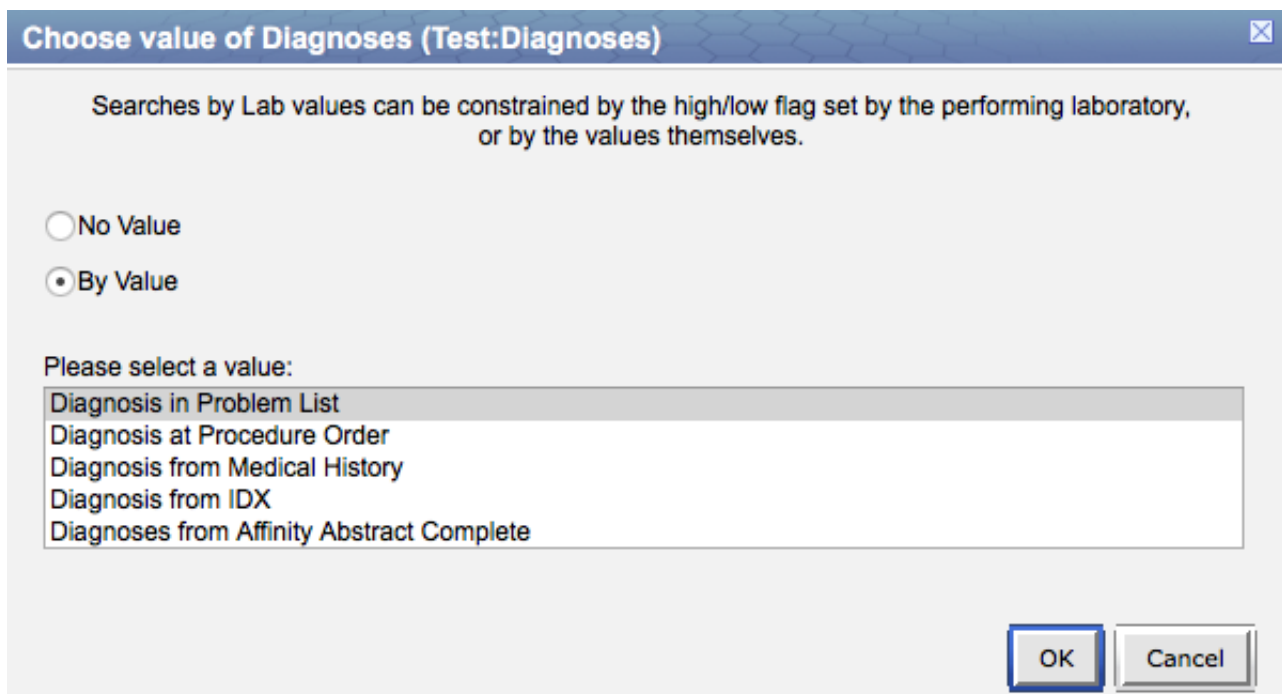 Choose value of Diagnoses (Test:Diagnoses)
Searches by Lab values can be constrained by the high/low flag set by the performing laboratory,
or by the values themselves.
No Value
By Value
Please select a value:
Diagnosis in Problem List
Diagnosis at Procedure Order
Diagnosis from Medical History
Diagnosis from IDX
Diagnoses from Affinity Abstract Complete
OK Cancel